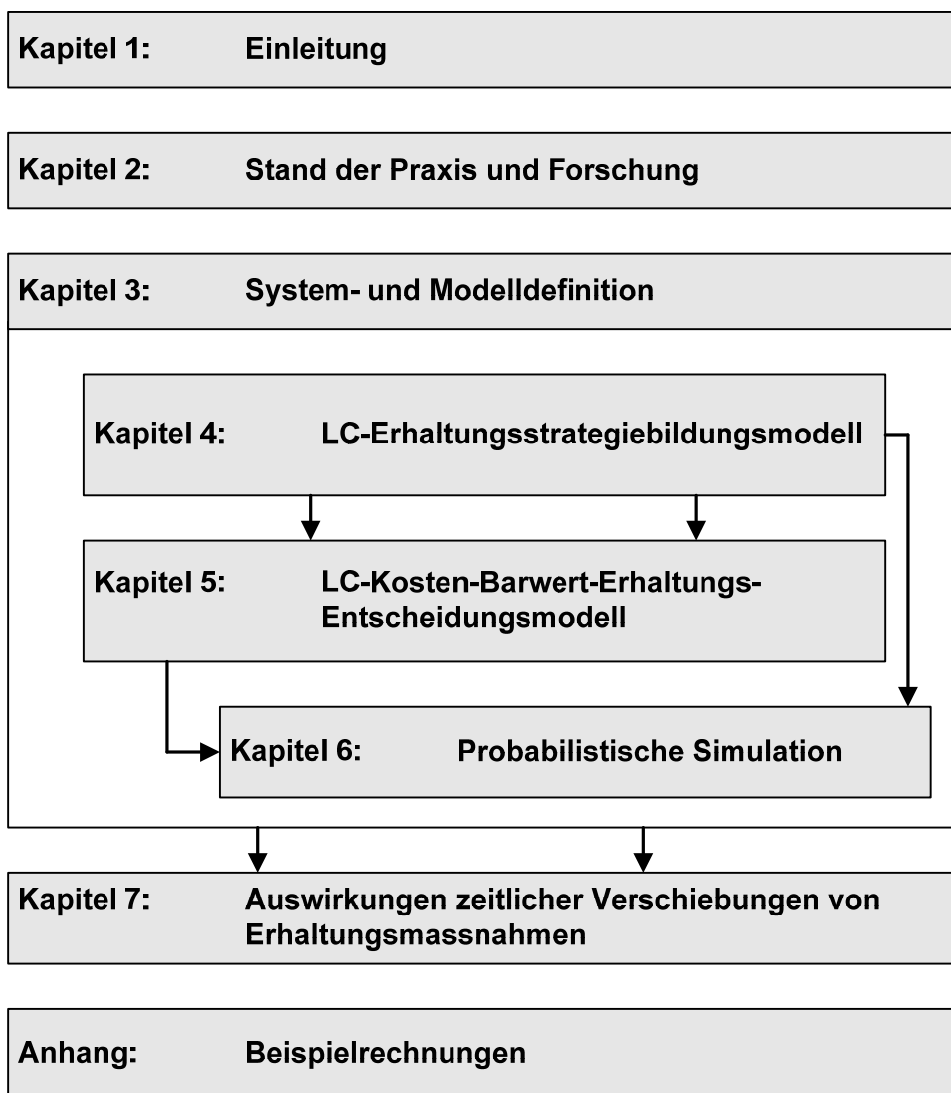 Kapitel 1: Einleitung
Kapitel 2: Stand der Praxis und Forschung
Kapitel 3: System- und Modelldefinition
Kapitel 4: LC-Erhaltungsstrategiebildungsmodell
Kapitel 5: LC-Kosten-Barwert-Erhaltungs-
Entscheidungsmodell
Kapitel 6: Probabilistische Simulation
Kapitel 7: Auswirkungen zeitlicher Verschiebungen von
Erhaltungsmassnahmen
Anhang: Beispielrechnungen